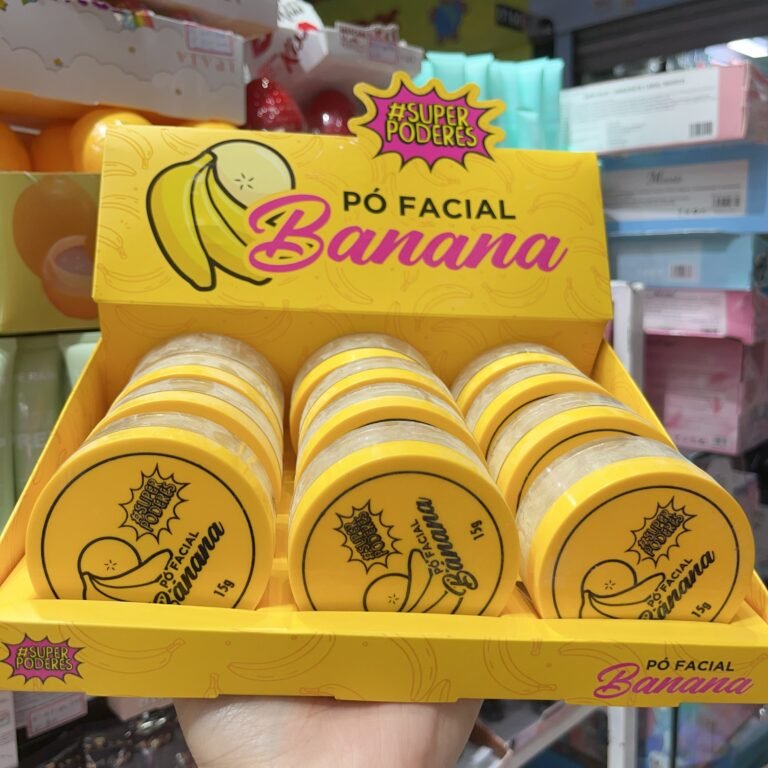 #SUPER
PODERES
PÓ FACIAL
Banana
#SUPER
PODERES
PÓ FACIAL
Banana
15g
#SUPER
PODERES
PÓ FACIAL
Banana
15g
#SUPER
PODERES
PÓ FACIAL
Banana
15g
#SUPER
PODERES
PÓ FACIAL
Banana